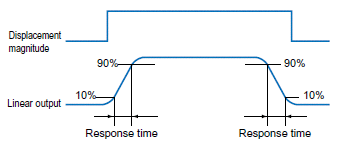 Displacement
magnitude
90%
90%
10%
10%
Linear output
Response time
Response time